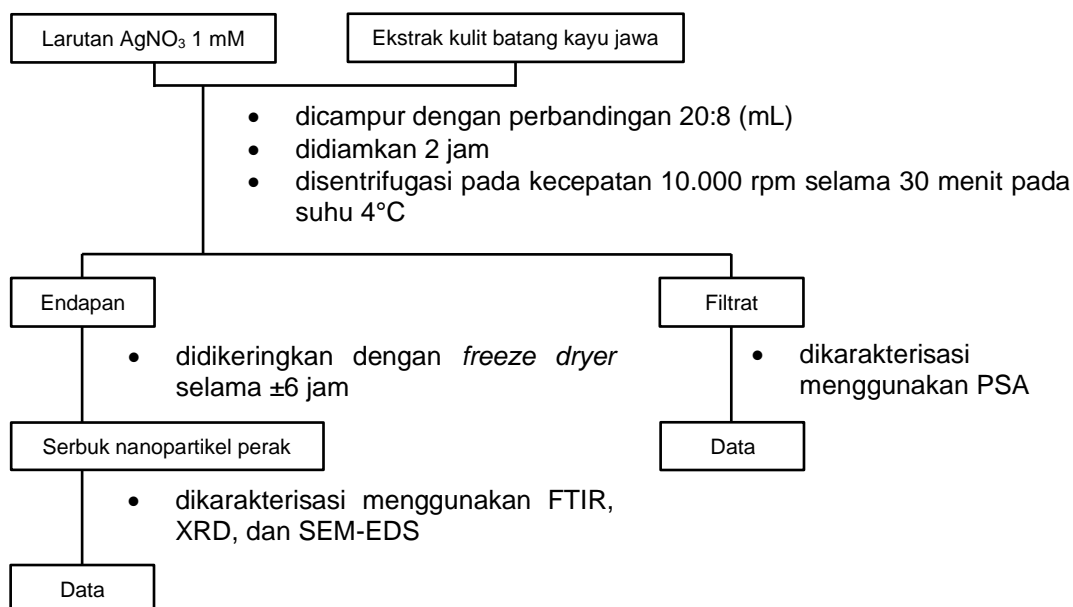 Larutan AgNO₃ 1 mM
Ekstrak kulit batang kayu jawa
• dicampur dengan perbandingan 20:8 (mL)
• didiamkan 2 jam
• disentrifugasi pada kecepatan 10.000 rpm selama 30 menit pada
suhu 4°C
Endapan
Filtrat
• didikeringkan dengan freeze dryer
selama ±6 jam
• dikarakterisasi
menggunakan PSA
Serbuk nanopartikel perak
Data
• dikarakterisasi menggunakan FTIR,
XRD, dan SEM-EDS
Data